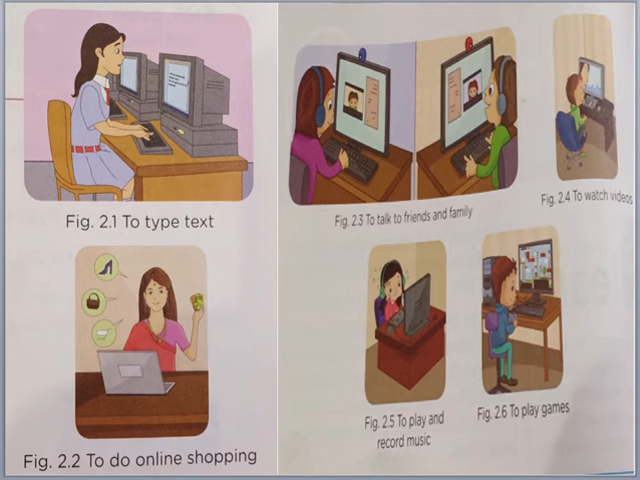 Fig. 2.1 To type text
Fig. 2.2 To do online shopping
Fig. 2.3 To talk to friends and family
Fig. 2.4 To watch videos
Fig. 2.5 To play and
record music
Fig. 2.6 To play games